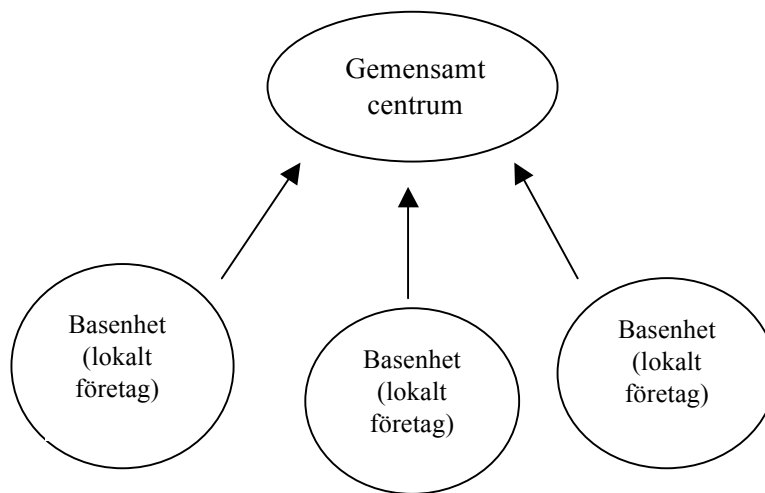 Gemensamt
centrum
Basenhet
(lokalt
företag)
Basenhet
(lokalt
företag)
Basenhet
(lokalt
företag)